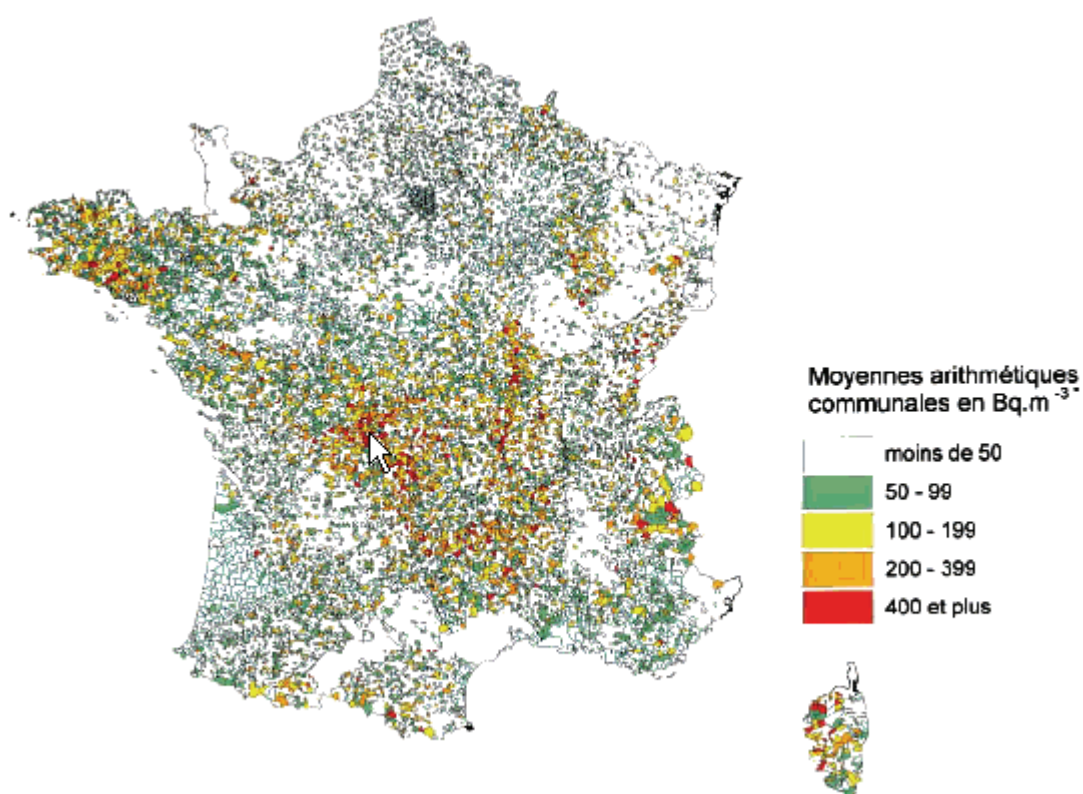 Moyennes arithmétiques
communales en Bq.m⁻³
moins de 50
50 - 99
100 - 199
200 - 399
400 et plus